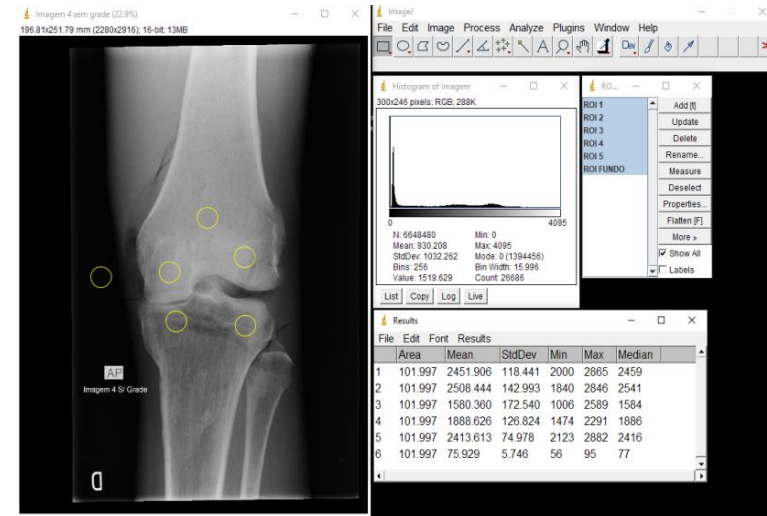 Imagem 4 sem grade (22.9%)
196.81x251.79 mm (2280x2916); 16-bit; 13MB
AP
Imagem 4 S/ Grade
D
ImageJ
File Edit Image Process Analyze Plugins Window Help
A Dev
Histogram of Imagem
300x246 pixels; RGB; 288K
0 4095
N: 6648480 Min: 0
Mean: 930.208 Max: 4095
StdDev: 1032.262 Mode: 0 (1394456)
Bins: 256 Bin Width: 15.996
Value: 1519.629 Count: 26686
List Copy Log Live
RO...
ROI 1
ROI 2
ROI 3
ROI 4
ROI 5
ROI FUNDO
Add [t]
Update
Delete
Rename...
Measure
Deselect
Properties...
Flatten [F]
More »
Show All
Labels
Results
File Edit Font Results
Area Mean StdDev Min Max Median
1 101.997 2451.906 118.441 2000 2865 2459
2 101.997 2508.444 142.993 1840 2846 2541
3 101.997 1580.360 172.540 1006 2589 1584
4 101.997 1888.626 126.824 1474 2291 1886
5 101.997 2413.613 74.978 2123 2882 2416
6 101.997 75.929 5.746 56 95 77